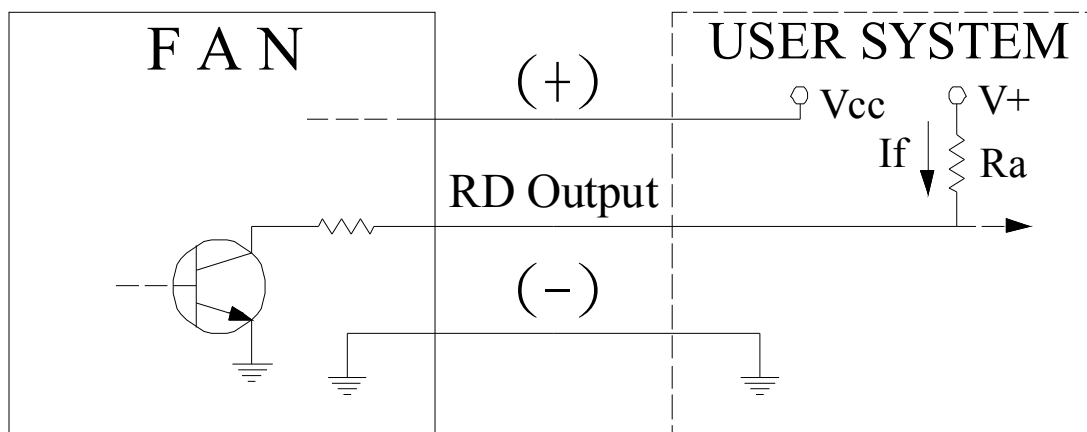 F A N
USER SYSTEM
(+)
Vcc
V+
If
Ra
RD Output
(-)